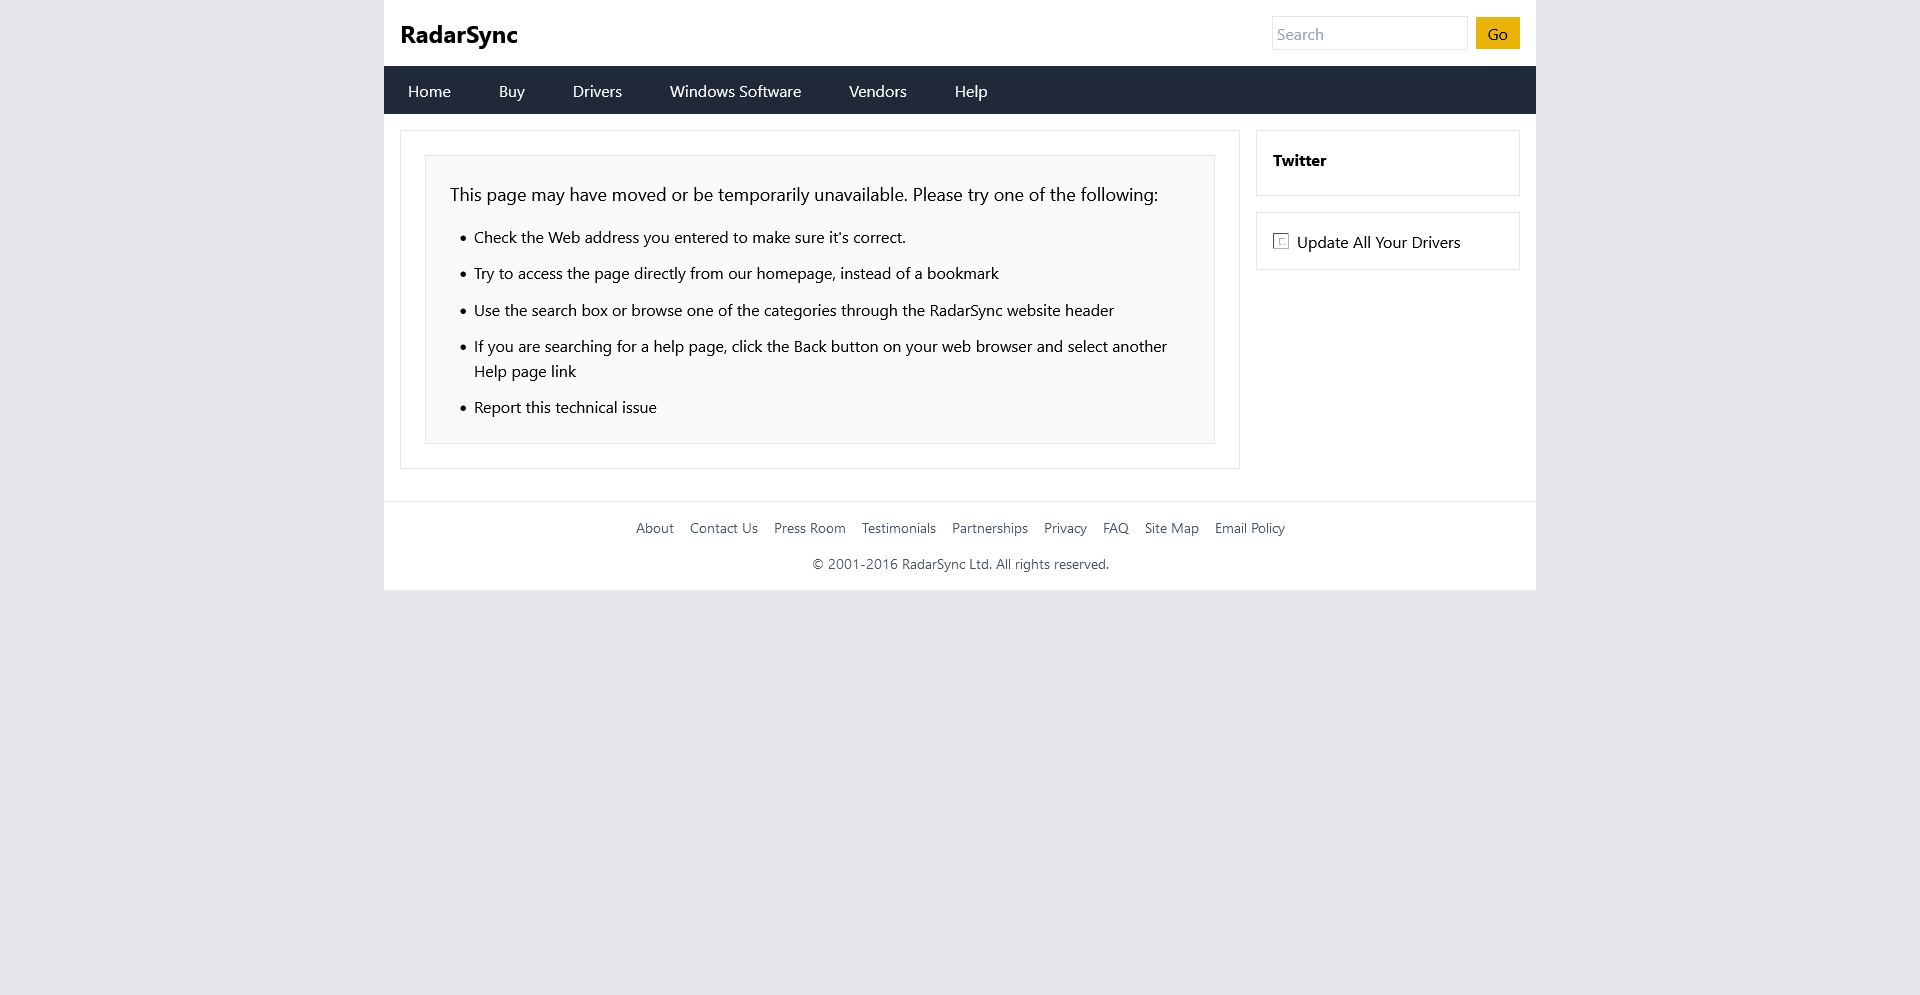 RadarSync
Search
Go
Home
Buy
Drivers
Windows Software
Vendors
Help
This page may have moved or be temporarily unavailable. Please try one of the following:
• Check the Web address you entered to make sure it's correct.
• Try to access the page directly from our homepage, instead of a bookmark
• Use the search box or browse one of the categories through the RadarSync website header
• If you are searching for a help page, click the Back button on your web browser and select another
Help page link
• Report this technical issue
Twitter
Update All Your Drivers
About Contact Us Press Room Testimonials Partnerships Privacy FAQ Site Map Email Policy
© 2001-2016 RadarSync Ltd. All rights reserved.